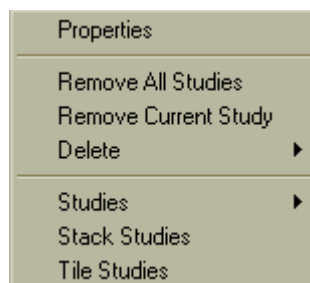 Properties
Remove All Studies
Remove Current Study
Delete
Studies
Stack Studies
Tile Studies